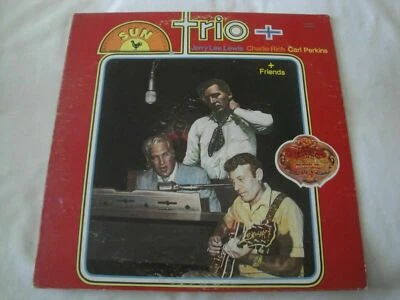 SUN
trio +
Jerry Lee Lewis Charlie Rich Carl Perkins
+
Friends